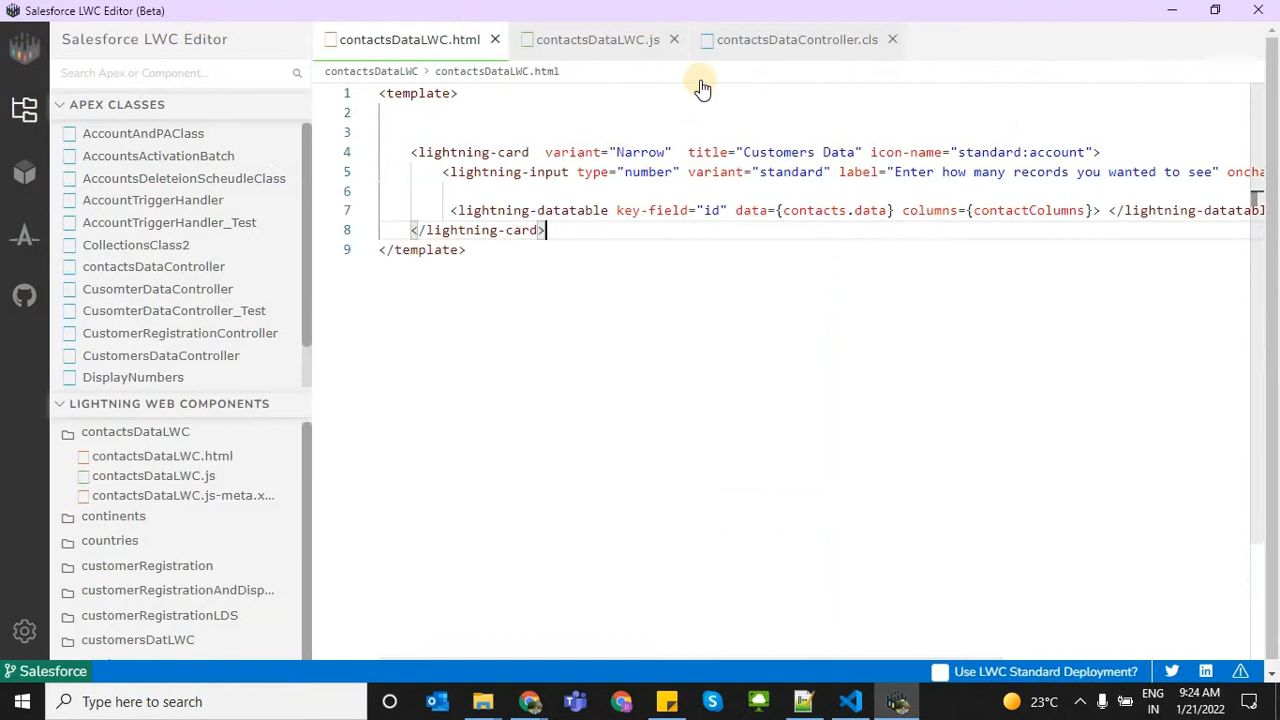 Salesforce LWC Editor (Beta)
Salesforce LWC Editor
contactsDataLWC.html
contactsDataLWC.js
contactsDataController.cls
Search Apex or Component...
contactsDataLWC > contactsDataLWC.html
APEX CLASSES
AccountAndPAClass
AccountsActivationBatch
AccountsDeleteionScheudleClass
AccountTriggerHandler
AccountTriggerHandler_Test
CollectionsClass2
contactsDataController
CusomterDataController
CusomterDataController_Test
CustomerRegistrationController
CustomersDataController
DisplayNumbers
LIGHTNING WEB COMPONENTS
contactsDataLWC
contactsDataLWC.html
contactsDataLWC.js
contactsDataLWC.js-meta.x...
continents
countries
customerRegistration
customerRegistrationAndDisp...
customerRegistrationLDS
customersDatLWC
1 <template>
2
3
4 <lightning-card variant="Narrow" title="Customers Data" icon-name="standard:account">
5 <lightning-input type="number" variant="standard" label="Enter how many records you wanted to see" oncha
6
7 <lightning-datatable key-field="id" data={contacts.data} columns={contactColumns}> </lightning-datatabl
8 </lightning-card>
9 </template>
Salesforce
Use LWC Standard Deployment?
Type here to search
23°C
ENG
IN
9:24 AM
1/21/2022